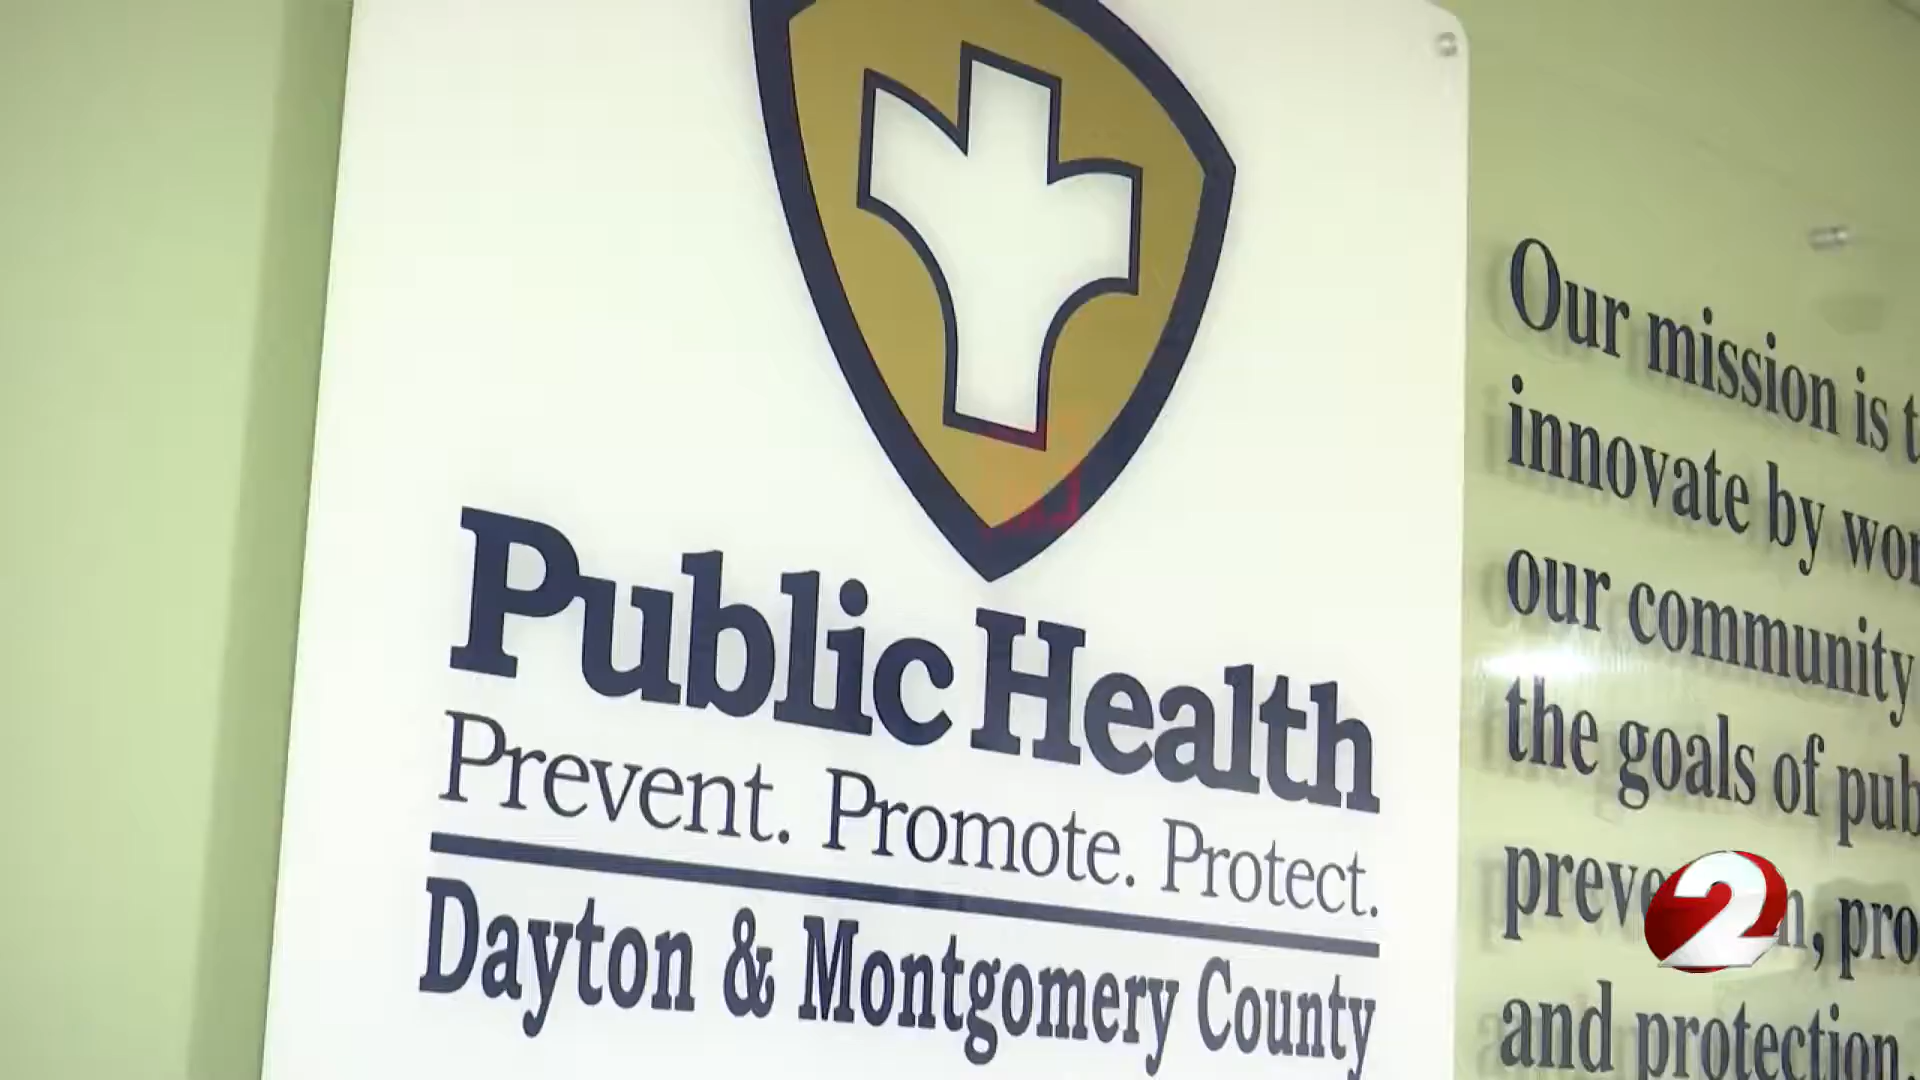 Public Health
Prevent. Promote. Protect.
Dayton & Montgomery County
Our mission is
innovate by
our community
the goals of
and protection.
2